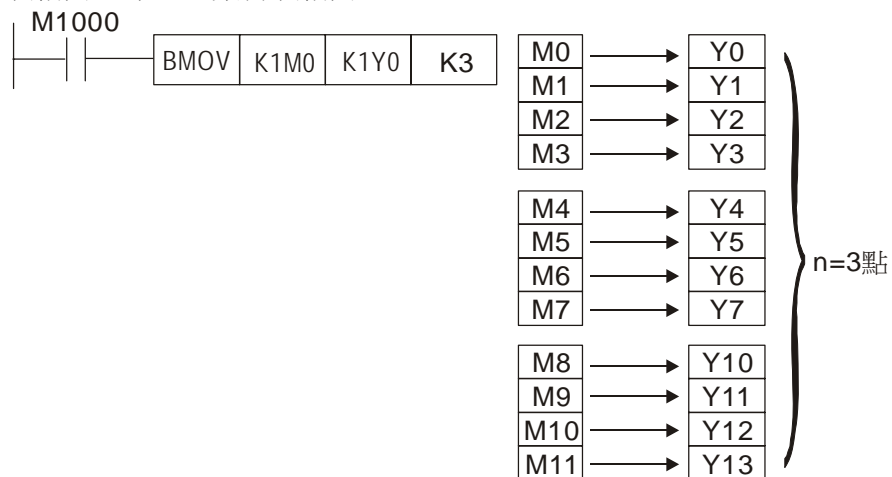 M1000
BMOV K1M0 K1Y0 K3
M0 Y0
M1 Y1
M2 Y2
M3 Y3
M4 Y4
M5 Y5
M6 Y6
M7 Y7
n=3點
M8 Y10
M9 Y11
M10 Y12
M11 Y13